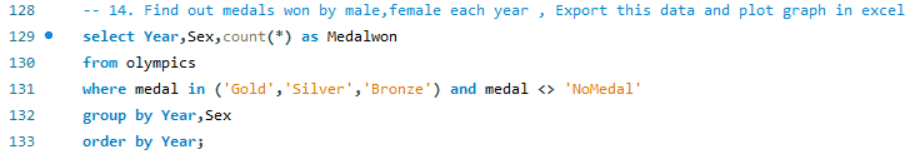 128 -- 14. Find out medals won by male,female each year , Export this data and plot graph in excel
129 select Year,Sex,count(*) as Medalwon
130 from olympics
131 where medal in ('Gold','Silver','Bronze') and medal <> 'NoMedal'
132 group by Year,Sex
133 order by Year;